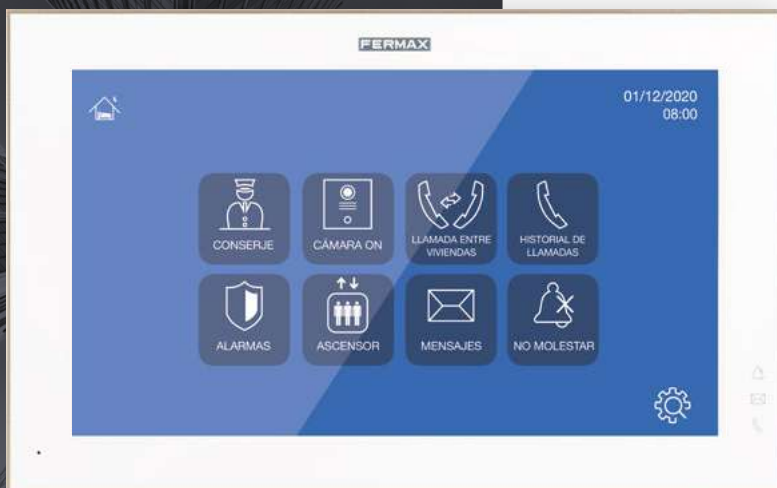 FERMAX
01/12/2020
08:00
CONSERJE
CÁMARA ON
LLAMADA ENTRE
VIVIENDAS
HISTORIAL DE
LLAMADAS
ALARMAS
ASCENSOR
MENSAJES
NO MOLESTAR